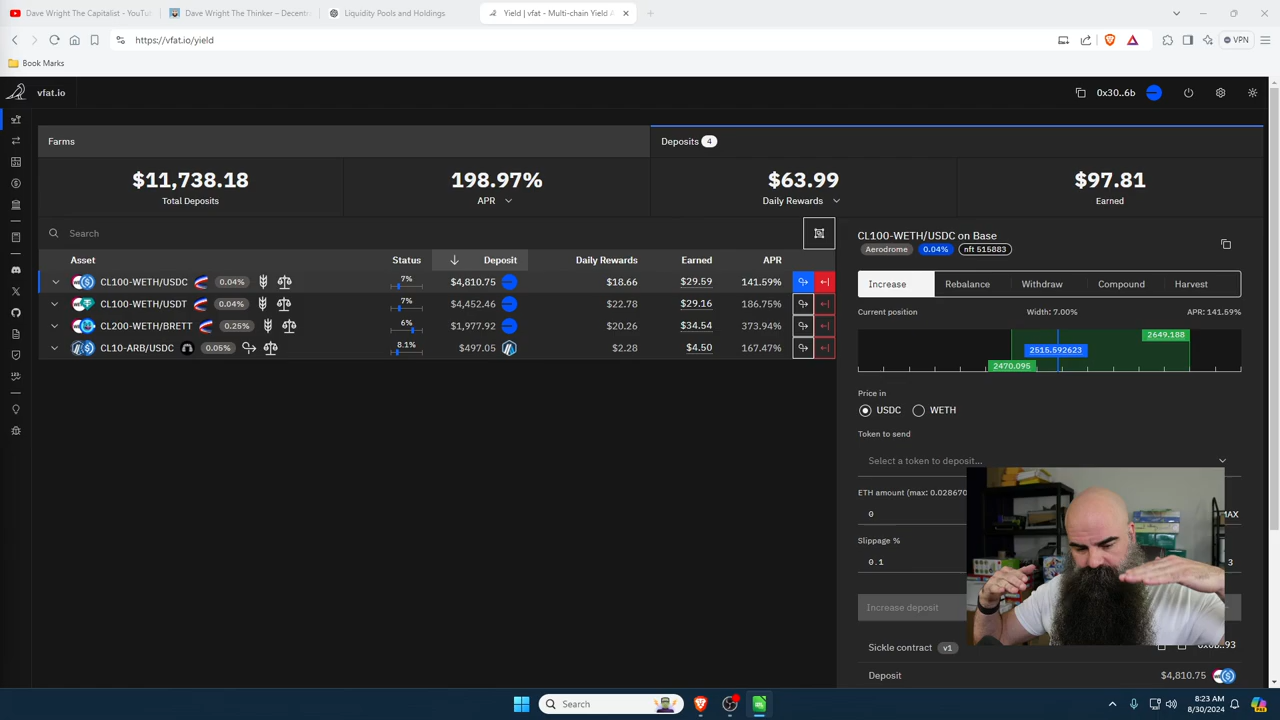 Dave Wright The Capitalist - YouTu
Dave Wright The Thinker – Decentr
Liquidity Pools and Holdings
Yield | vfat - Multi-chain Yield A
https://vfat.io/yield
VPN
Book Marks
vfat.io
0x30..6b
Farms
Deposits 4
$11,738.18
Total Deposits
198.97%
APR
$63.99
Daily Rewards
$97.81
Earned
Search
Asset
Status
Deposit
Daily Rewards
Earned
APR
CL100-WETH/USDC 0.04% 7% $4,810.75 $18.66 $29.59 141.59%
CL100-WETH/USDT 0.04% 7% $4,452.46 $22.78 $29.16 186.75%
CL200-WETH/BRETT 0.25% 6% $1,977.92 $20.26 $34.54 373.94%
CL10-ARB/USDC 0.05% 8.1% $497.05 $2.28 $4.50 167.47%
CL100-WETH/USDC on Base
Aerodrome 0.04% nft 515883
Increase Rebalance Withdraw Compound Harvest
Current position Width: 7.00% APR: 141.59%
2649.188
2515.592623
2470.095
Price in
USDC WETH
Token to send
Select a token to deposit...
ETH amount (max: 0.028670
0
MAX
Slippage %
0.1
3
Increase deposit
Sickle contract v1
93
Deposit $4,810.75
Search
8:23 AM
8/30/2024